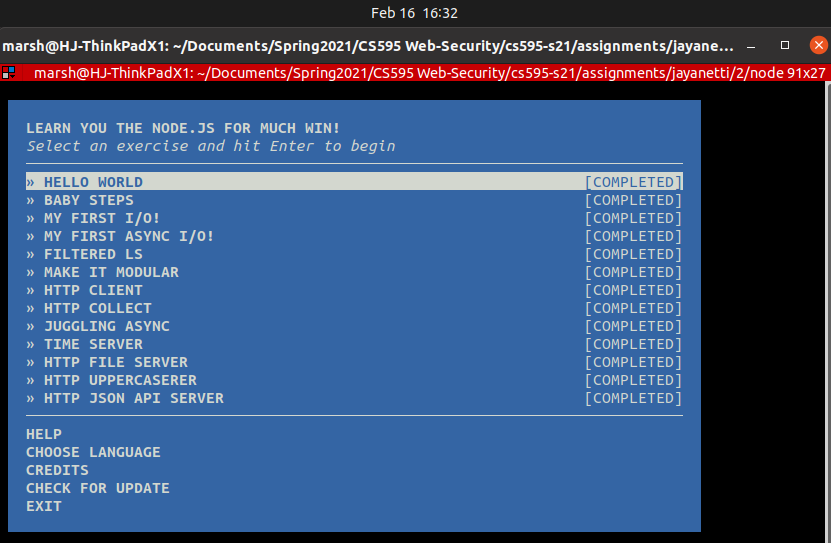 Feb 16 16:32
marsh@HJ-ThinkPadX1: ~/Documents/Spring2021/CS595 Web-Security/cs595-s21/assignments/jayane...
marsh@HJ-ThinkPadX1: ~/Documents/Spring2021/CS595 Web-Security/cs595-s21/assignments/jayanetti/2/node 91x27
LEARN YOU THE NODE.JS FOR MUCH WIN!
Select an exercise and hit Enter to begin
» HELLO WORLD [COMPLETED]
» BABY STEPS [COMPLETED]
» MY FIRST I/O! [COMPLETED]
» MY FIRST ASYNC I/O! [COMPLETED]
» FILTERED LS [COMPLETED]
» MAKE IT MODULAR [COMPLETED]
» HTTP CLIENT [COMPLETED]
» HTTP COLLECT [COMPLETED]
» JUGGLING ASYNC [COMPLETED]
» TIME SERVER [COMPLETED]
» HTTP FILE SERVER [COMPLETED]
» HTTP UPPERCASERER [COMPLETED]
» HTTP JSON API SERVER [COMPLETED]
HELP
CHOOSE LANGUAGE
CREDITS
CHECK FOR UPDATE
EXIT